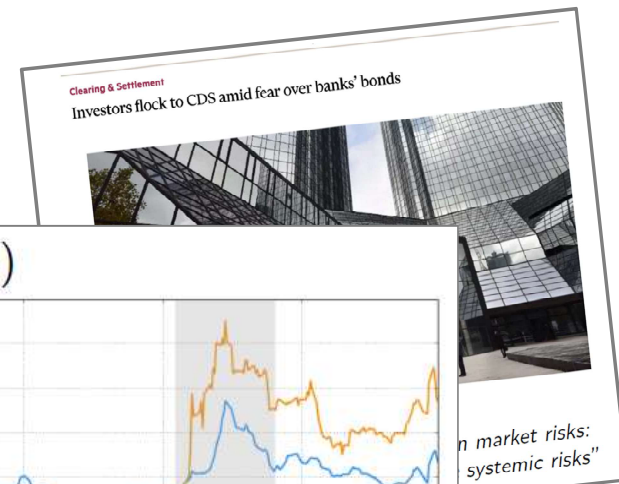 Clearing & Settlement
Investors flock to CDS amid fear over banks' bonds
)
n market risks:
systemic risks"